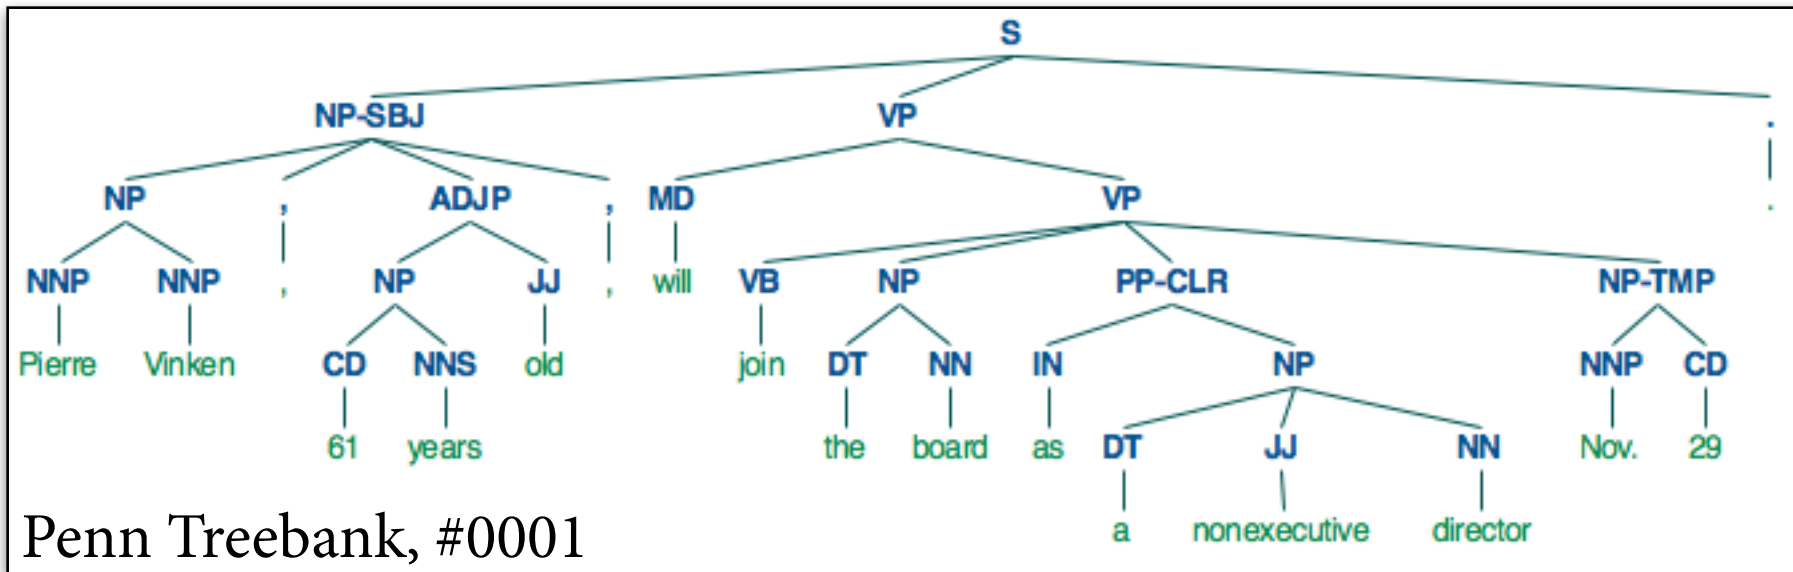 S
NP-SBJ VP .
NP , ADJP , MD VP .
NNP NNP , NP JJ , will VB NP PP-CLR NP-TMP
Pierre Vinken CD NNS old join DT NN IN NP NNP CD
61 years the board as DT JJ NN Nov. 29
a nonexecutive director
Penn Treebank, #0001